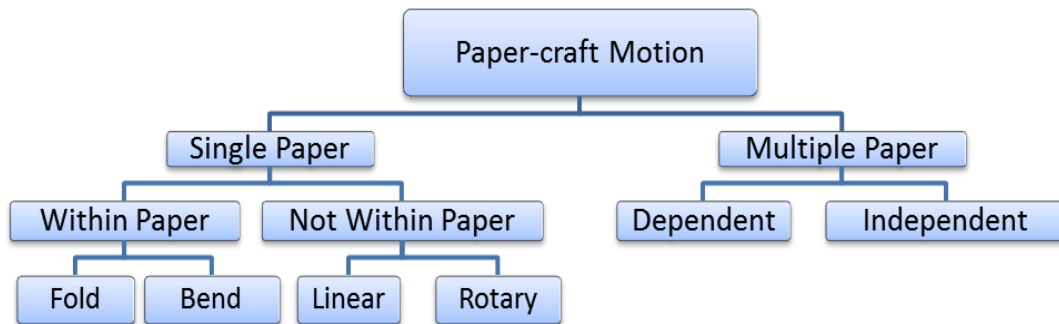 Paper-craft Motion
Single Paper
Multiple Paper
Within Paper
Not Within Paper
Dependent
Independent
Fold
Bend
Linear
Rotary